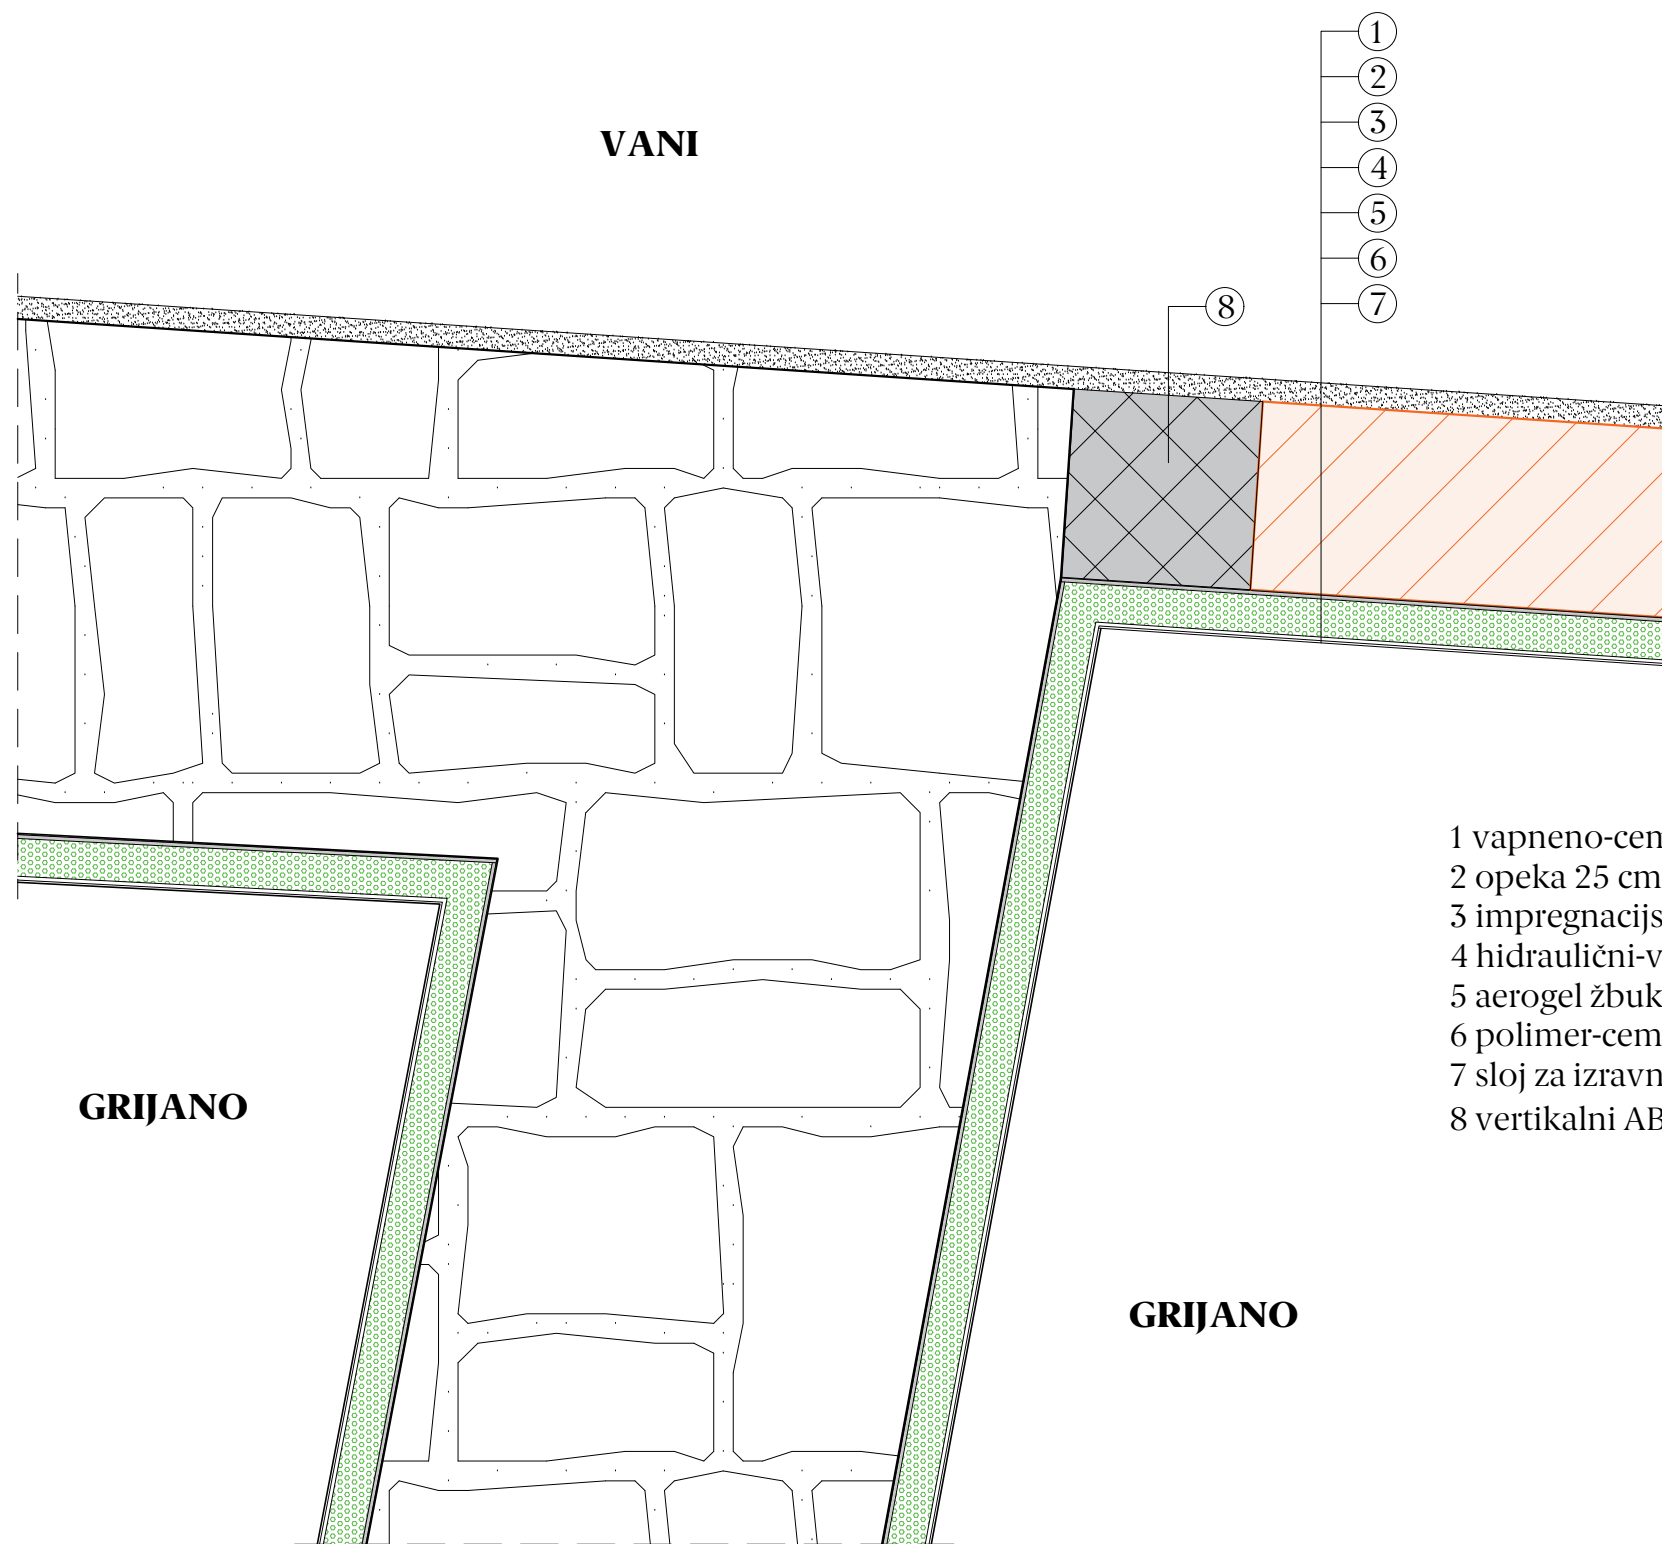 1
2
3
4
5
6
7
8
VANI
GRIJANO
GRIJANO
1 vapneno-cem
2 opeka 25 cm
3 impregnacijs
4 hidraulični-v
5 aerogel žbuk
6 polimer-cem
7 sloj za izravn
8 vertikalni AB